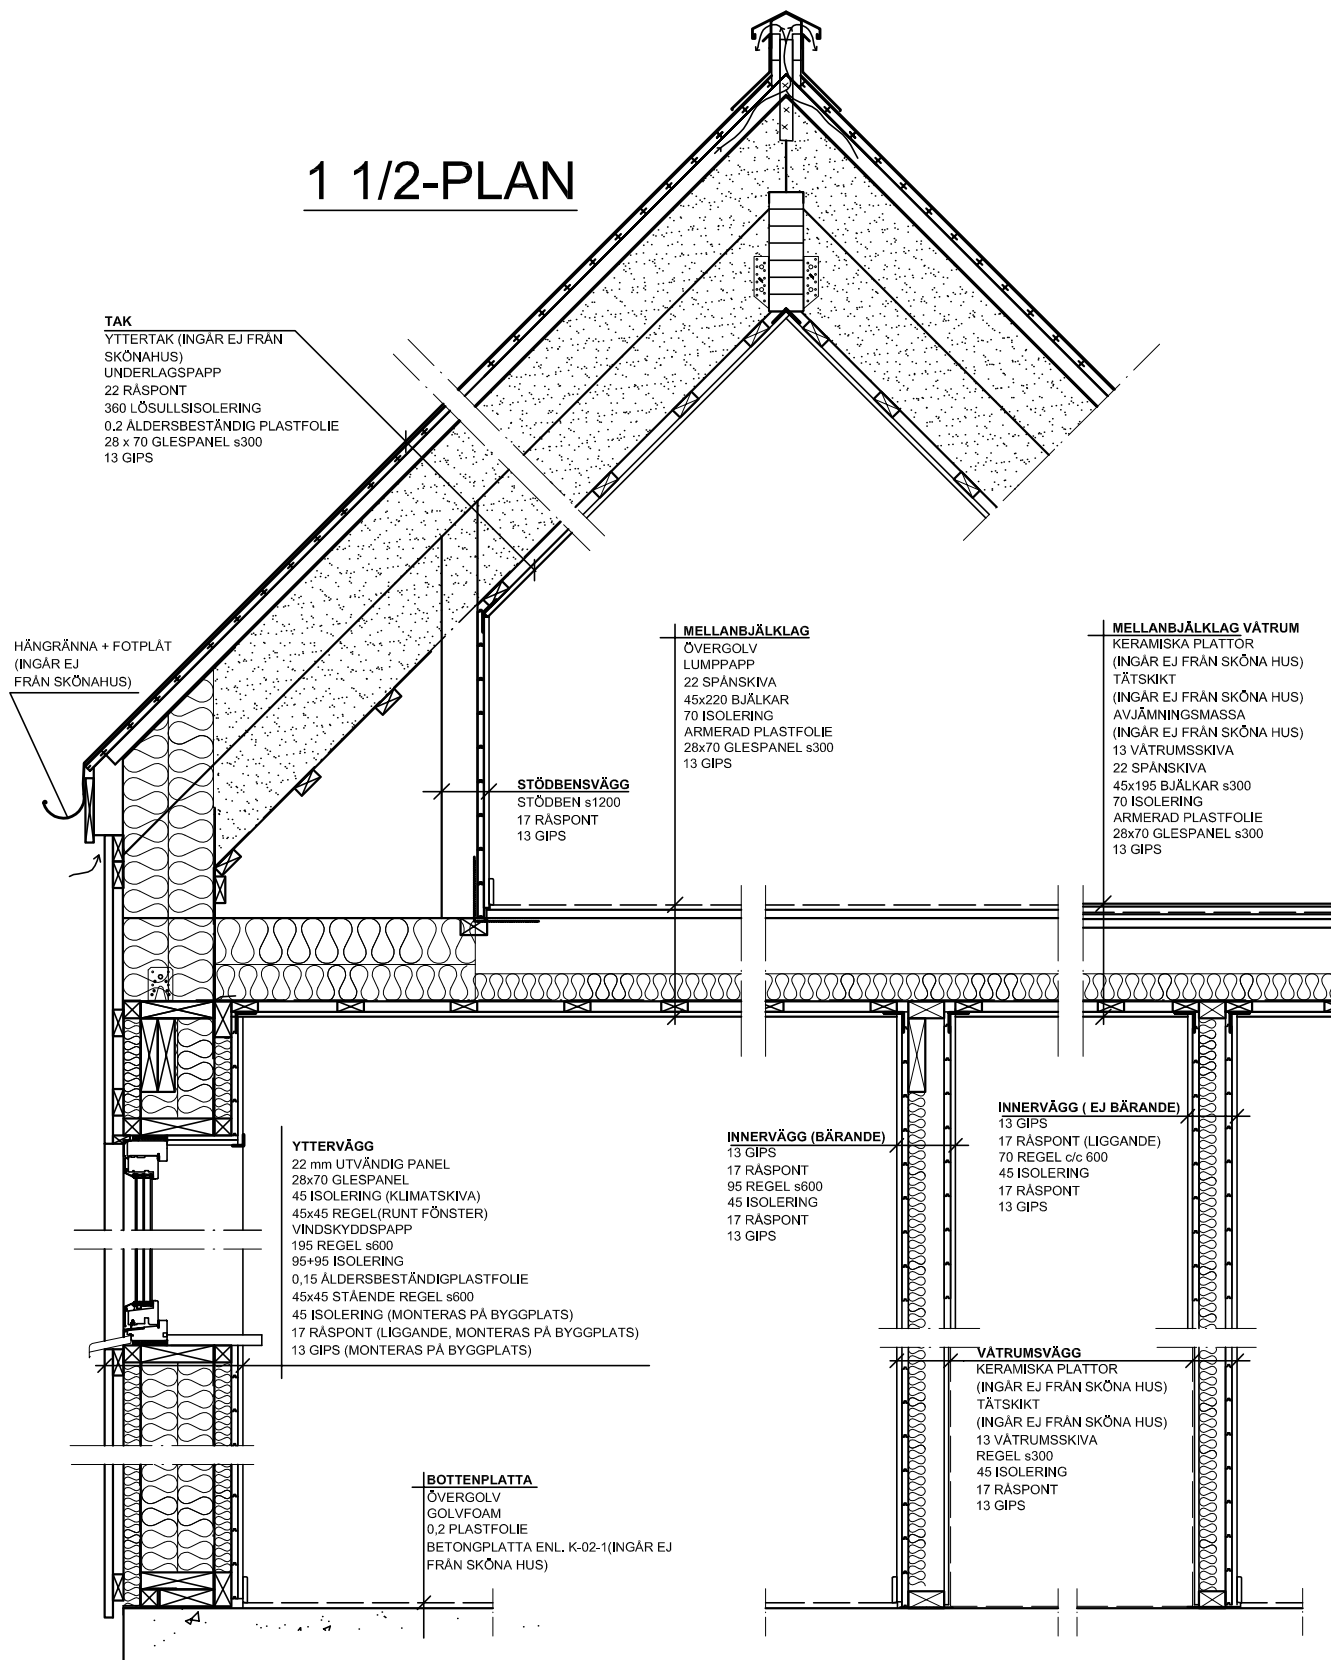 1 1/2-PLAN
TAK
YTTERTAK (INGÅR EJ FRÅN
SKÖNAHUS)
UNDERLAGSPAPP
22 RÅSPONT
360 LÖSULLSISOLERING
0.2 ÅLDERSBESTÄNDIG PLASTFOLIE
28 x 70 GLESPANEL s300
13 GIPS
HÄNGRÄNNA + FOTPLÅT
(INGÅR EJ
FRÅN SKÖNAHUS)
MELLANBJÄLKLAG
ÖVERGOLV
LUMPPAPP
22 SPÅNSKIVA
45x220 BJÄLKAR
70 ISOLERING
ARMERAD PLASTFOLIE
28x70 GLESPANEL s300
13 GIPS
MELLANBJÄLKLAG VÅTRUM
KERAMISKA PLATTOR
(INGÅR EJ FRÅN SKÖNA HUS)
TÄTSKIKT
(INGÅR EJ FRÅN SKÖNA HUS)
AVJÄMNINGSMASSA
(INGÅR EJ FRÅN SKÖNA HUS)
13 VÅTRUMSSKIVA
22 SPÅNSKIVA
45x195 BJÄLKAR s300
70 ISOLERING
ARMERAD PLASTFOLIE
28x70 GLESPANEL s300
13 GIPS
STÖDBENSVÄGG
STÖDBEN s1200
17 RÅSPONT
13 GIPS
YTTERVÄGG
22 mm UTVÄNDIG PANEL
28x70 GLESPANEL
45 ISOLERING (KLIMATSKIVA)
45x45 REGEL(RUNT FÖNSTER)
VINDSKYDDSPAPP
195 REGEL s600
95+95 ISOLERING
0,15 ÅLDERSBESTÄNDIGPLASTFOLIE
45x45 STÅENDE REGEL s600
45 ISOLERING (MONTERAS PÅ BYGGPLATS)
17 RÅSPONT (LIGGANDE, MONTERAS PÅ BYGGPLATS)
13 GIPS (MONTERAS PÅ BYGGPLATS)
INNERVÄGG (BÄRANDE)
13 GIPS
17 RÅSPONT
95 REGEL s600
45 ISOLERING
17 RÅSPONT
13 GIPS
INNERVÄGG ( EJ BÄRANDE)
13 GIPS
17 RÅSPONT (LIGGANDE)
70 REGEL c/c 600
45 ISOLERING
17 RÅSPONT
13 GIPS
VÅTRUMSVÄGG
KERAMISKA PLATTOR
(INGÅR EJ FRÅN SKÖNA HUS)
TÄTSKIKT
(INGÅR EJ FRÅN SKÖNA HUS)
13 VÅTRUMSSKIVA
REGEL s300
45 ISOLERING
17 RÅSPONT
13 GIPS
BOTTENPLATTA
ÖVERGOLV
GOLVFOAM
0,2 PLASTFOLIE
BETONGPLATTA ENL. K-02-1(INGÅR EJ
FRÅN SKÖNA HUS)